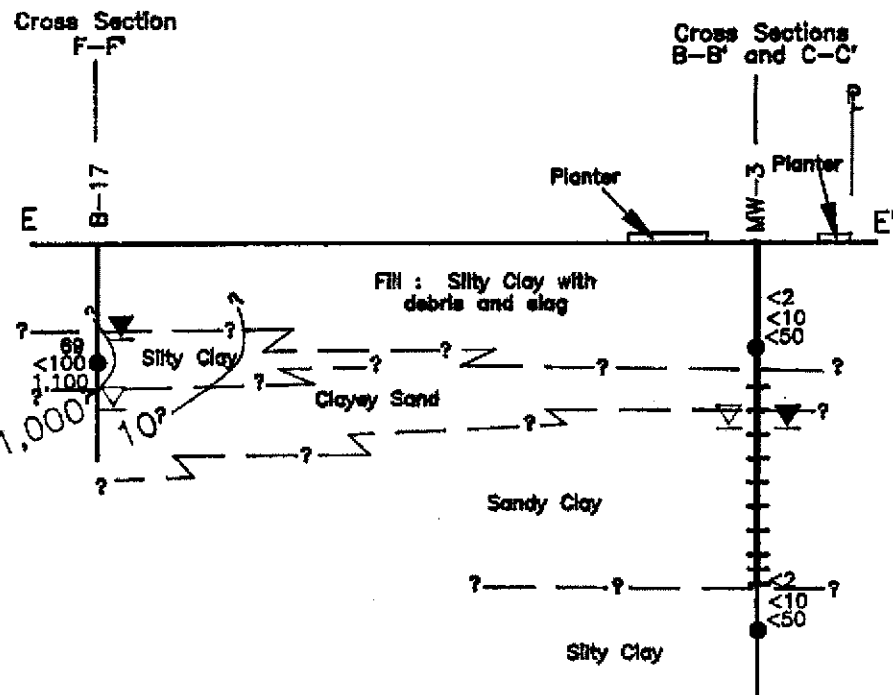 Cross Section
F-F'
Cross Sections
B-B' and C-C'
P
B-17
MW-3
Planter
Planter
E
E'
Fill : Silty Clay with
debris and slag
<2
<10
<50
?
?
?
?
69
<100
1,100
Silty Clay
?
?
?
?
?
?
?
Clayey Sand
?
?
1,000
10?
?
?
?
?
Sandy Clay
?
?
?
<2
<10
<50
Silty Clay